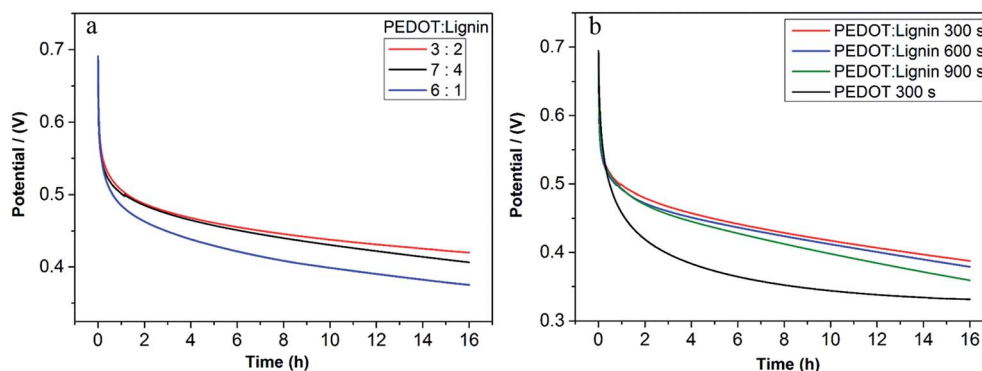 a
PEDOT:Lignin
3 : 2
7 : 4
6 : 1
0.7
0.6
0.5
0.4
Potential / (V)
0 2 4 6 8 10 12 14 16
Time (h)
b
PEDOT:Lignin 300 s
PEDOT:Lignin 600 s
PEDOT:Lignin 900 s
PEDOT 300 s
0.7
0.6
0.5
0.4
0.3
Potential / (V)
0 2 4 6 8 10 12 14 16
Time (h)